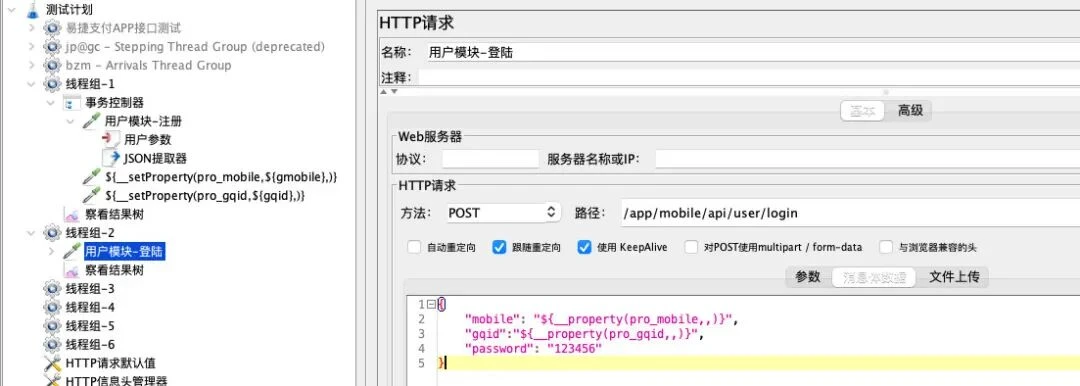 测试计划
易捷支付APP接口测试
jp@gc - Stepping Thread Group (deprecated)
bzm - Arrivals Thread Group
线程组-1
事务控制器
用户模块-注册
用户参数
JSON提取器
${__setProperty(pro_mobile,${gmobile},)}
${__setProperty(pro_gqid,${gqid},)}
察看结果树
线程组-2
用户模块-登陆
察看结果树
线程组-3
线程组-4
线程组-5
线程组-6
HTTP请求默认值
HTTP信息头管理器
HTTP请求
名称: 用户模块-登陆
注释:
基本 高级
Web服务器
协议: 服务器名称或IP:
HTTP请求
方法: POST 路径: /app/mobile/api/user/login
自动重定向 跟随重定向 使用 KeepAlive 对POST使用multipart / form-data 与浏览器兼容的头
参数 消息体数据 文件上传
1 {
2 "mobile": "${__property(pro_mobile,,)}",
3 "gqid":"${__property(pro_gqid,,)}",
4 "password": "123456"
5 }